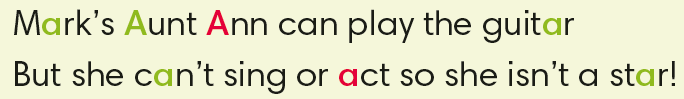 Mark’s Aunt Ann can play the guitar
But she can’t sing or act so she isn’t a star!